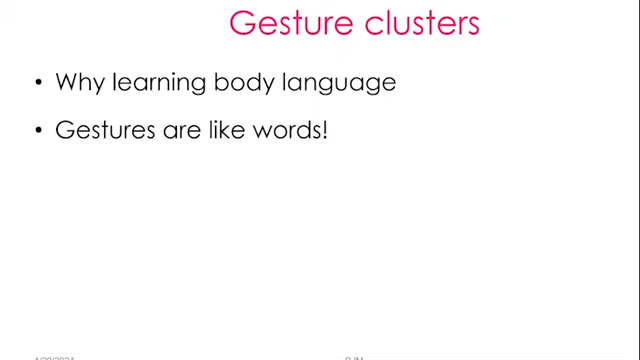 Gesture clusters
• Why learning body language
• Gestures are like words!